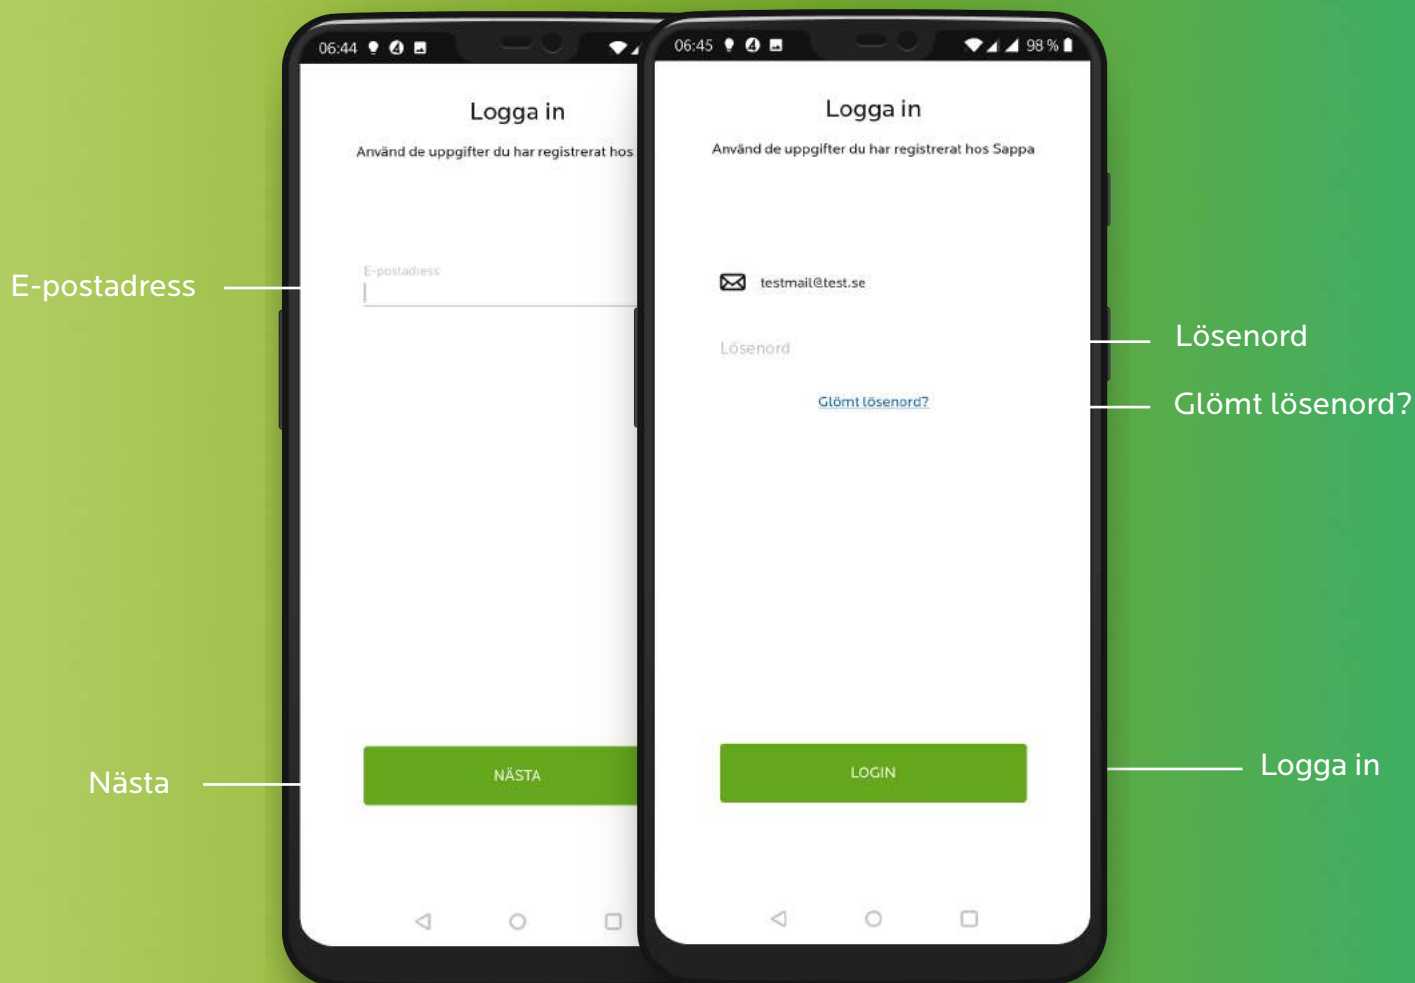 06:44
Logga in
Använd de uppgifter du har registrerat hos
E-postadress
E-postadress
NÄSTA
Nästa
06:45
98 %
Logga in
Använd de uppgifter du har registrerat hos Sappa
testmail@test.se
Lösenord
Lösenord
Glömt lösenord?
Glömt lösenord?
LOGIN
Logga in